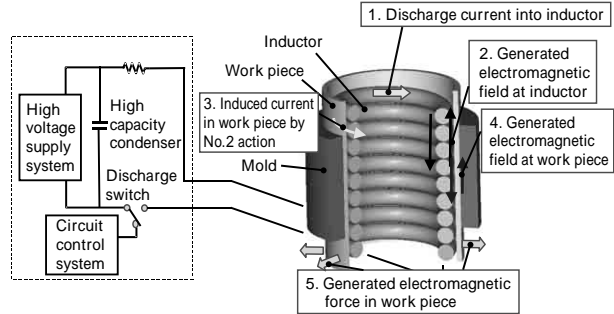 1. Discharge current into inductor
Inductor
Work piece
2. Generated
electromagnetic
field at inductor
3. Induced current
in work piece by
No.2 action
High
voltage
supply
system
High
capacity
condenser
4. Generated
electromagnetic
field at work piece
Mold
Discharge
switch
Circuit
control
system
5. Generated electromagnetic
force in work piece